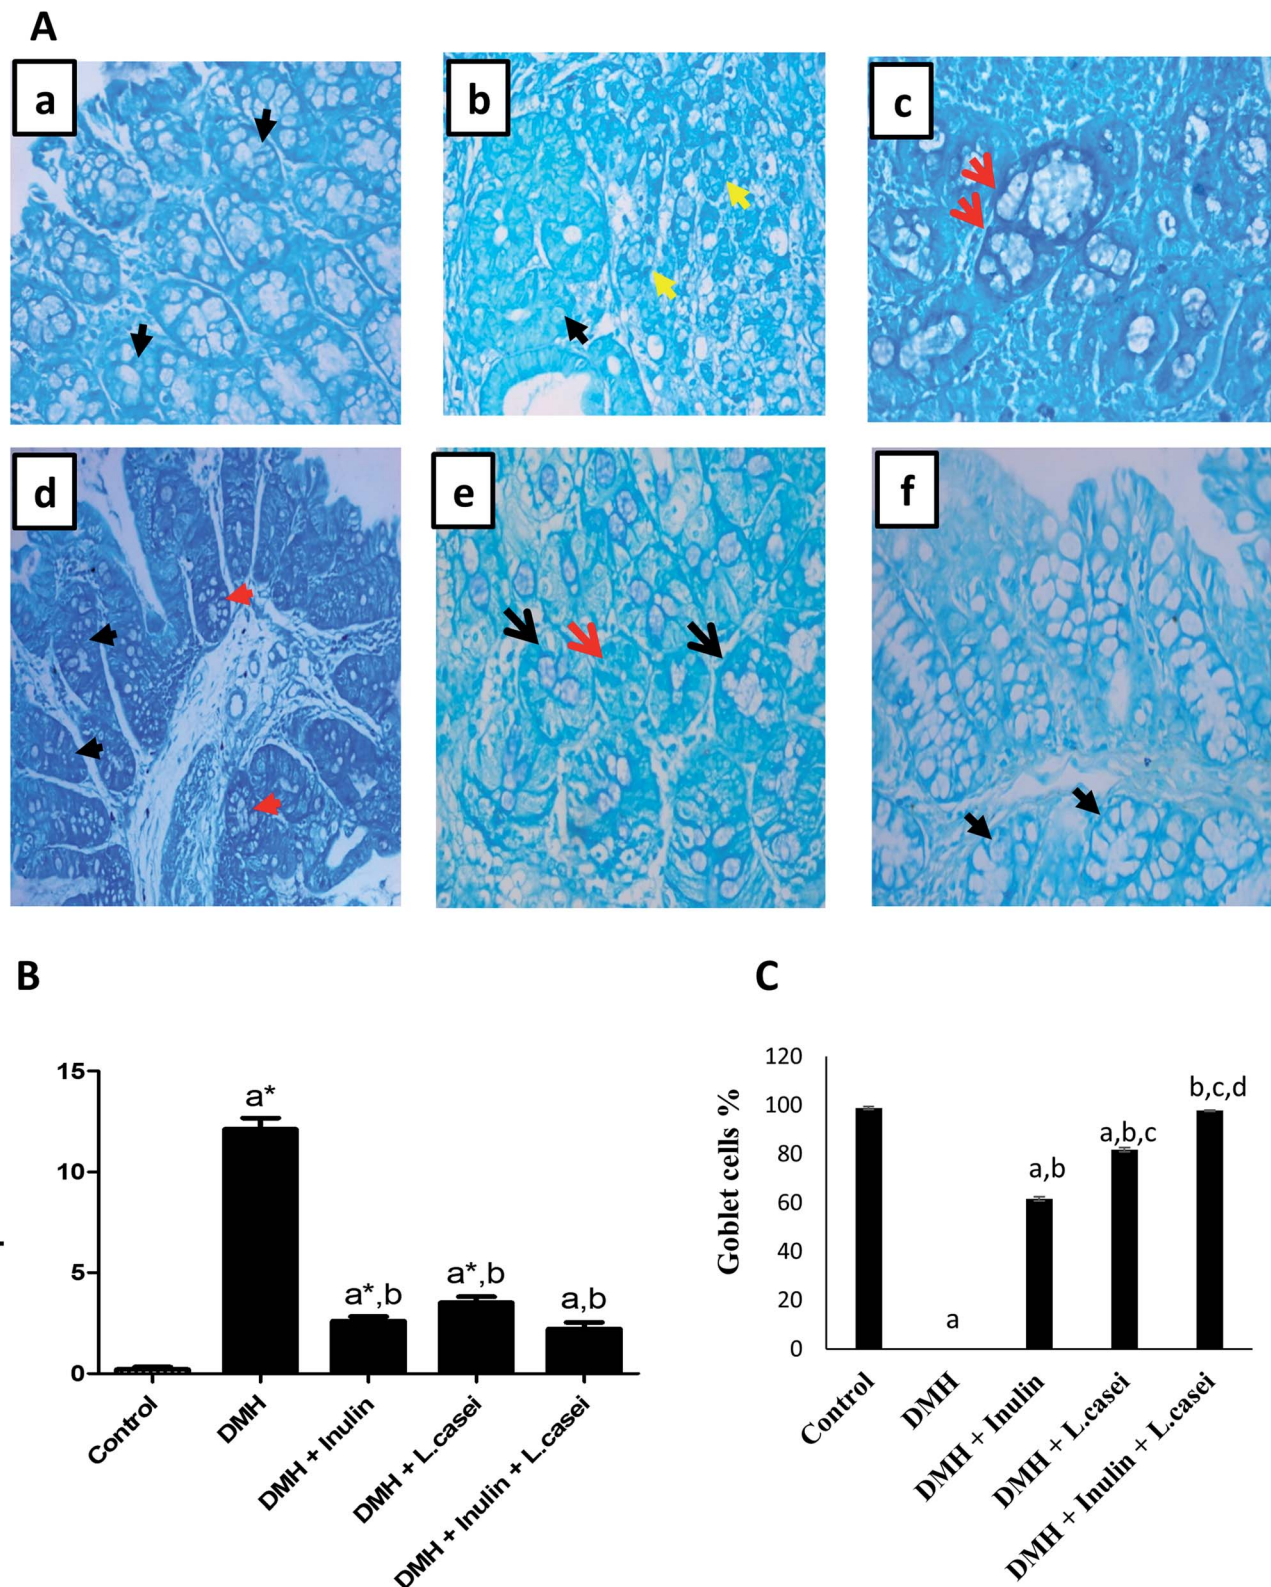 A
a
b
c
d
e
f
B
15
10
5
0
a*
a*,b
a*,b
a,b
Control
DMH
DMH + Inulin
DMH + L.casei
DMH + Inulin + L.casei
C
Goblet cells %
120
100
80
60
40
20
0
a
a,b
a,b,c
b,c,d
Control
DMH
DMH + Inulin
DMH + L.casei
DMH + Inulin + L.casei